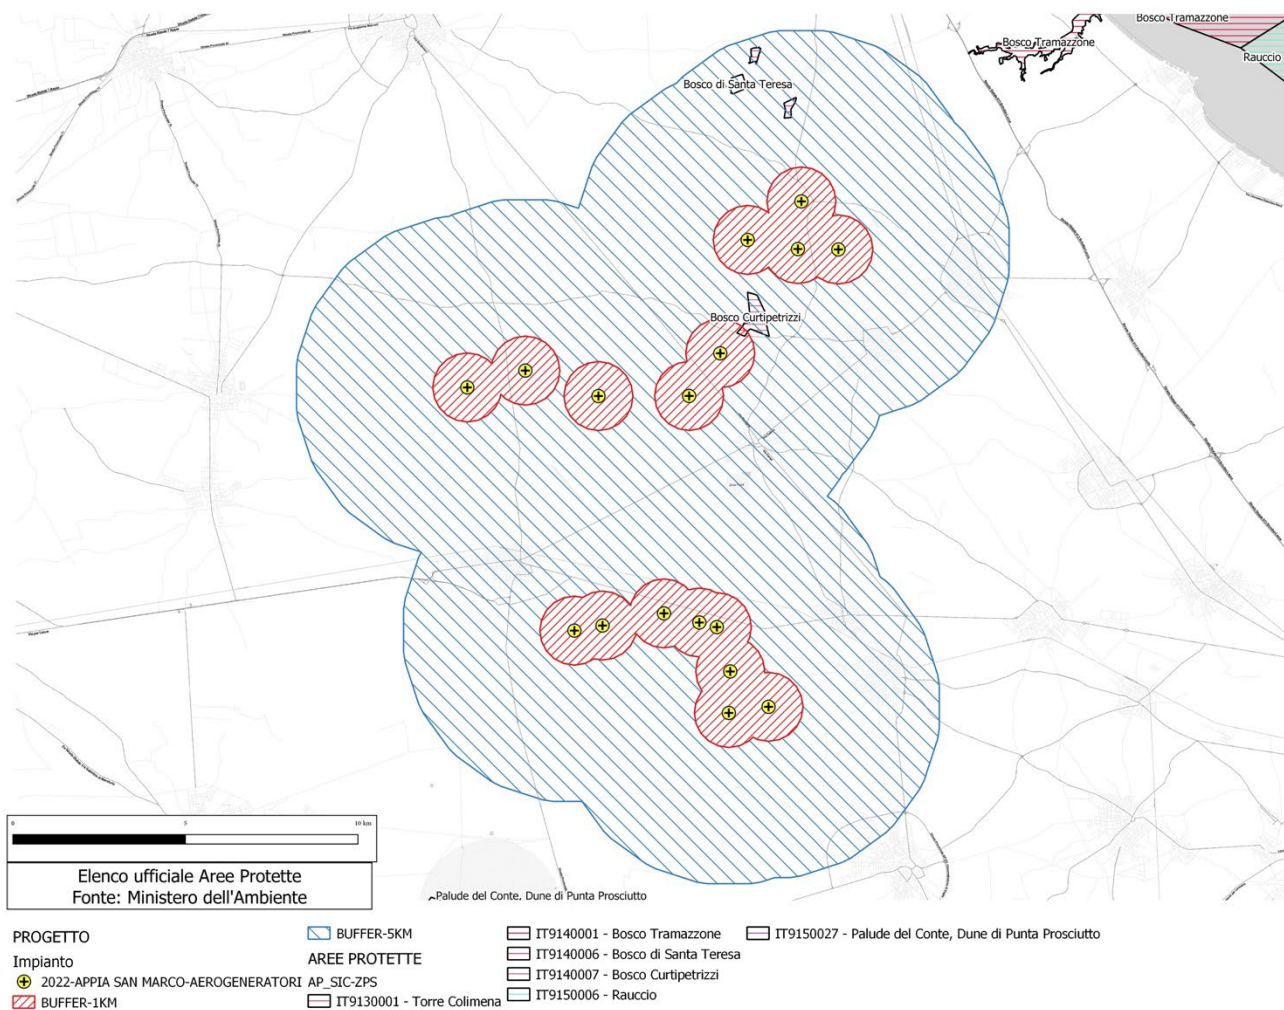 Bosco Tramazzone
Bosco Tramazzone
Rauccio
Bosco di Santa Teresa
Bosco Curtipetrizzi
0 5 10 km
Elenco ufficiale Aree Protette
Fonte: Ministero dell'Ambiente
Palude del Conte, Dune di Punta Prosciutto
PROGETTO
Impianto
2022-APPIA SAN MARCO-AEROGENERATORI
BUFFER-1KM
BUFFER-5KM
AREE PROTETTE
AP_SIC-ZPS
IT9130001 - Torre Colimena
IT9140001 - Bosco Tramazzone
IT9140006 - Bosco di Santa Teresa
IT9140007 - Bosco Curtipetrizzi
IT9150006 - Rauccio
IT9150027 - Palude del Conte, Dune di Punta Prosciutto